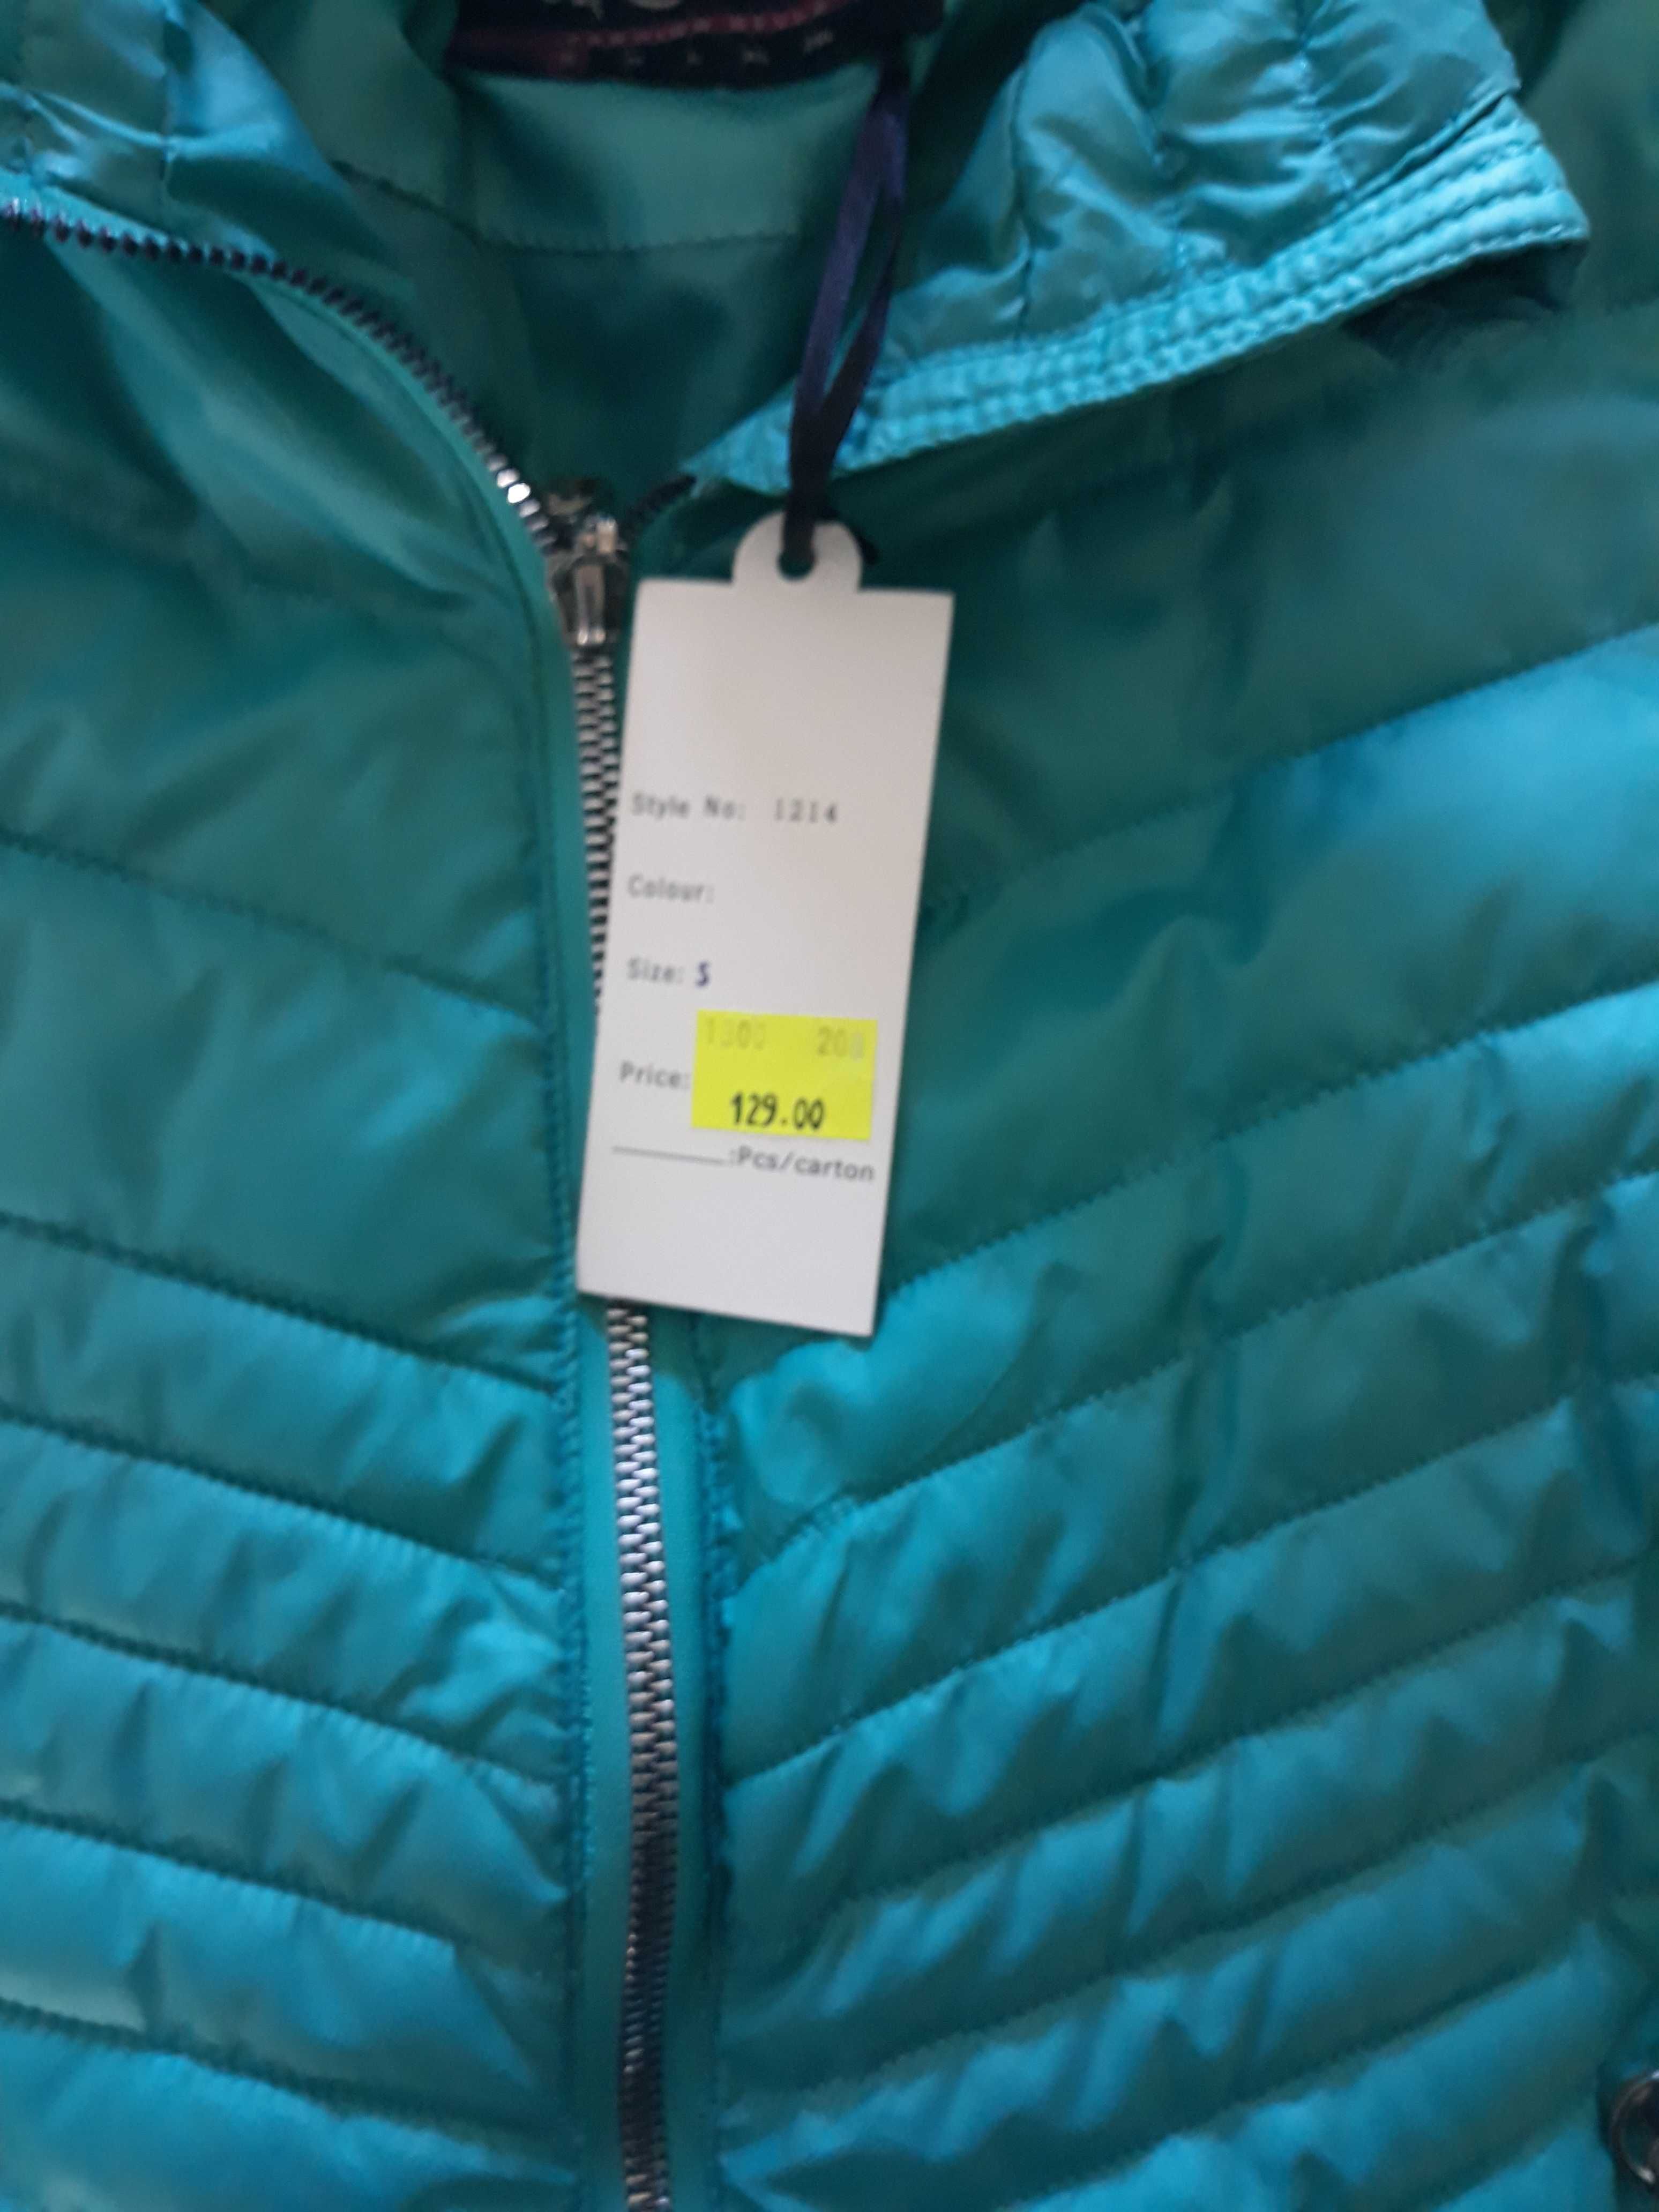 Style No: 1214
Colour:
Size: S
Price:
129.00
:Pcs/carton